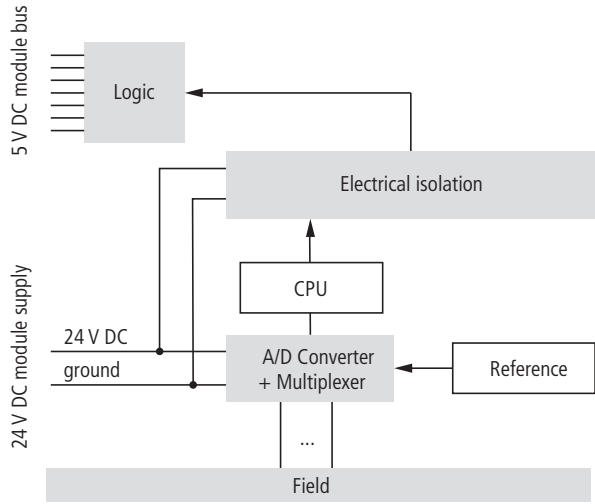 5 V DC module bus
Logic
Electrical isolation
CPU
24 V DC module supply
24 V DC
ground
A/D Converter
+ Multiplexer
Reference
...
Field